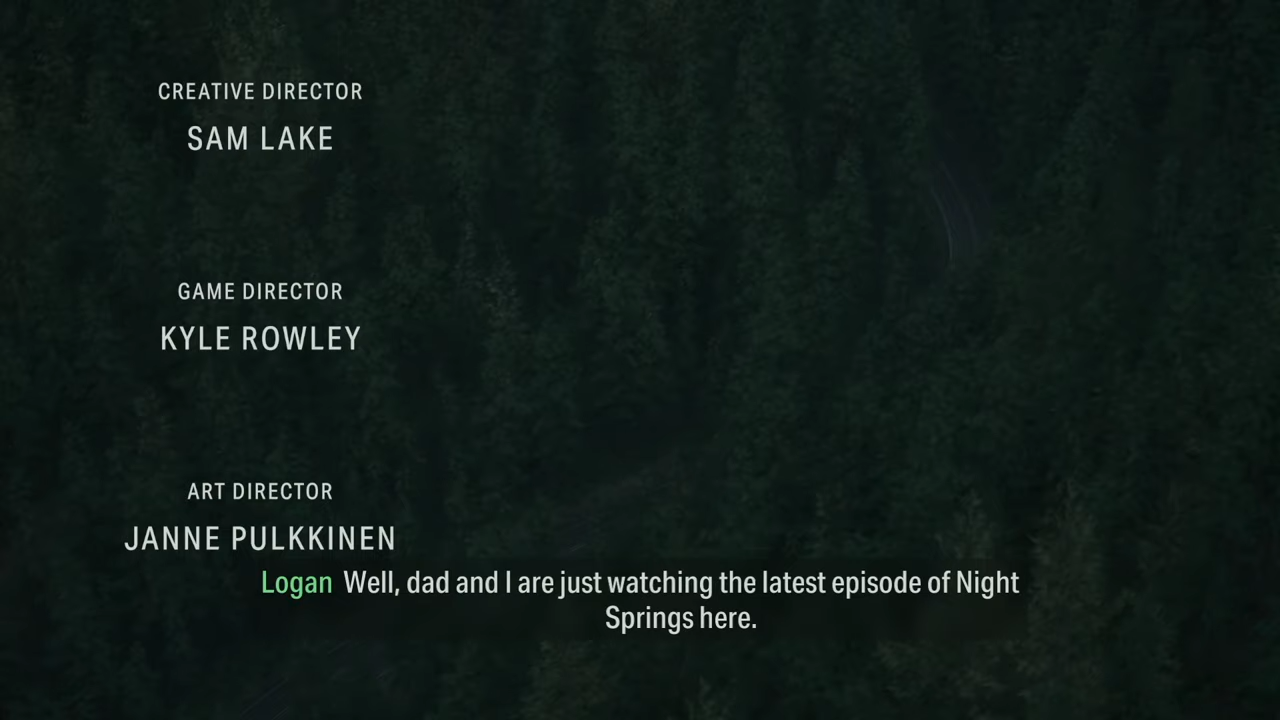 CREATIVE DIRECTOR
SAM LAKE
GAME DIRECTOR
KYLE ROWLEY
ART DIRECTOR
JANNE PULKKINEN
Logan Well, dad and I are just watching the latest episode of Night
Springs here.